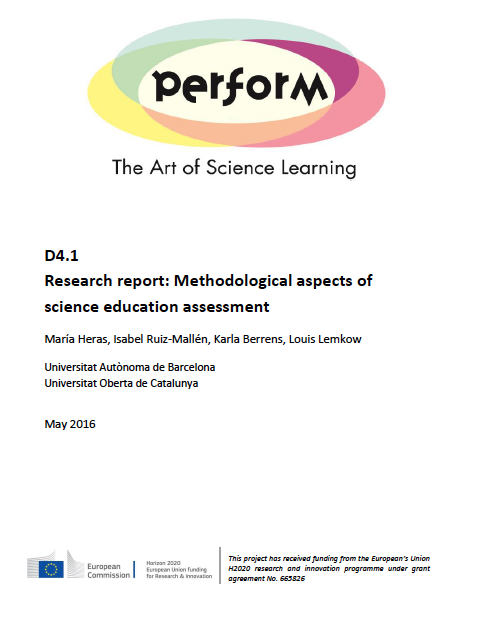 perform
The Art of Science Learning
D4.1
Research report: Methodological aspects of
science education assessment
María Heras, Isabel Ruiz-Mallén, Karla Berrens, Louis Lemkow
Universitat Autònoma de Barcelona
Universitat Oberta de Catalunya
May 2016
European
Commission
Horizon 2020
European Union funding
for Research & Innovation
This project has received funding from the European's Union
H2020 research and innovation programme under grant
agreement No. 665826